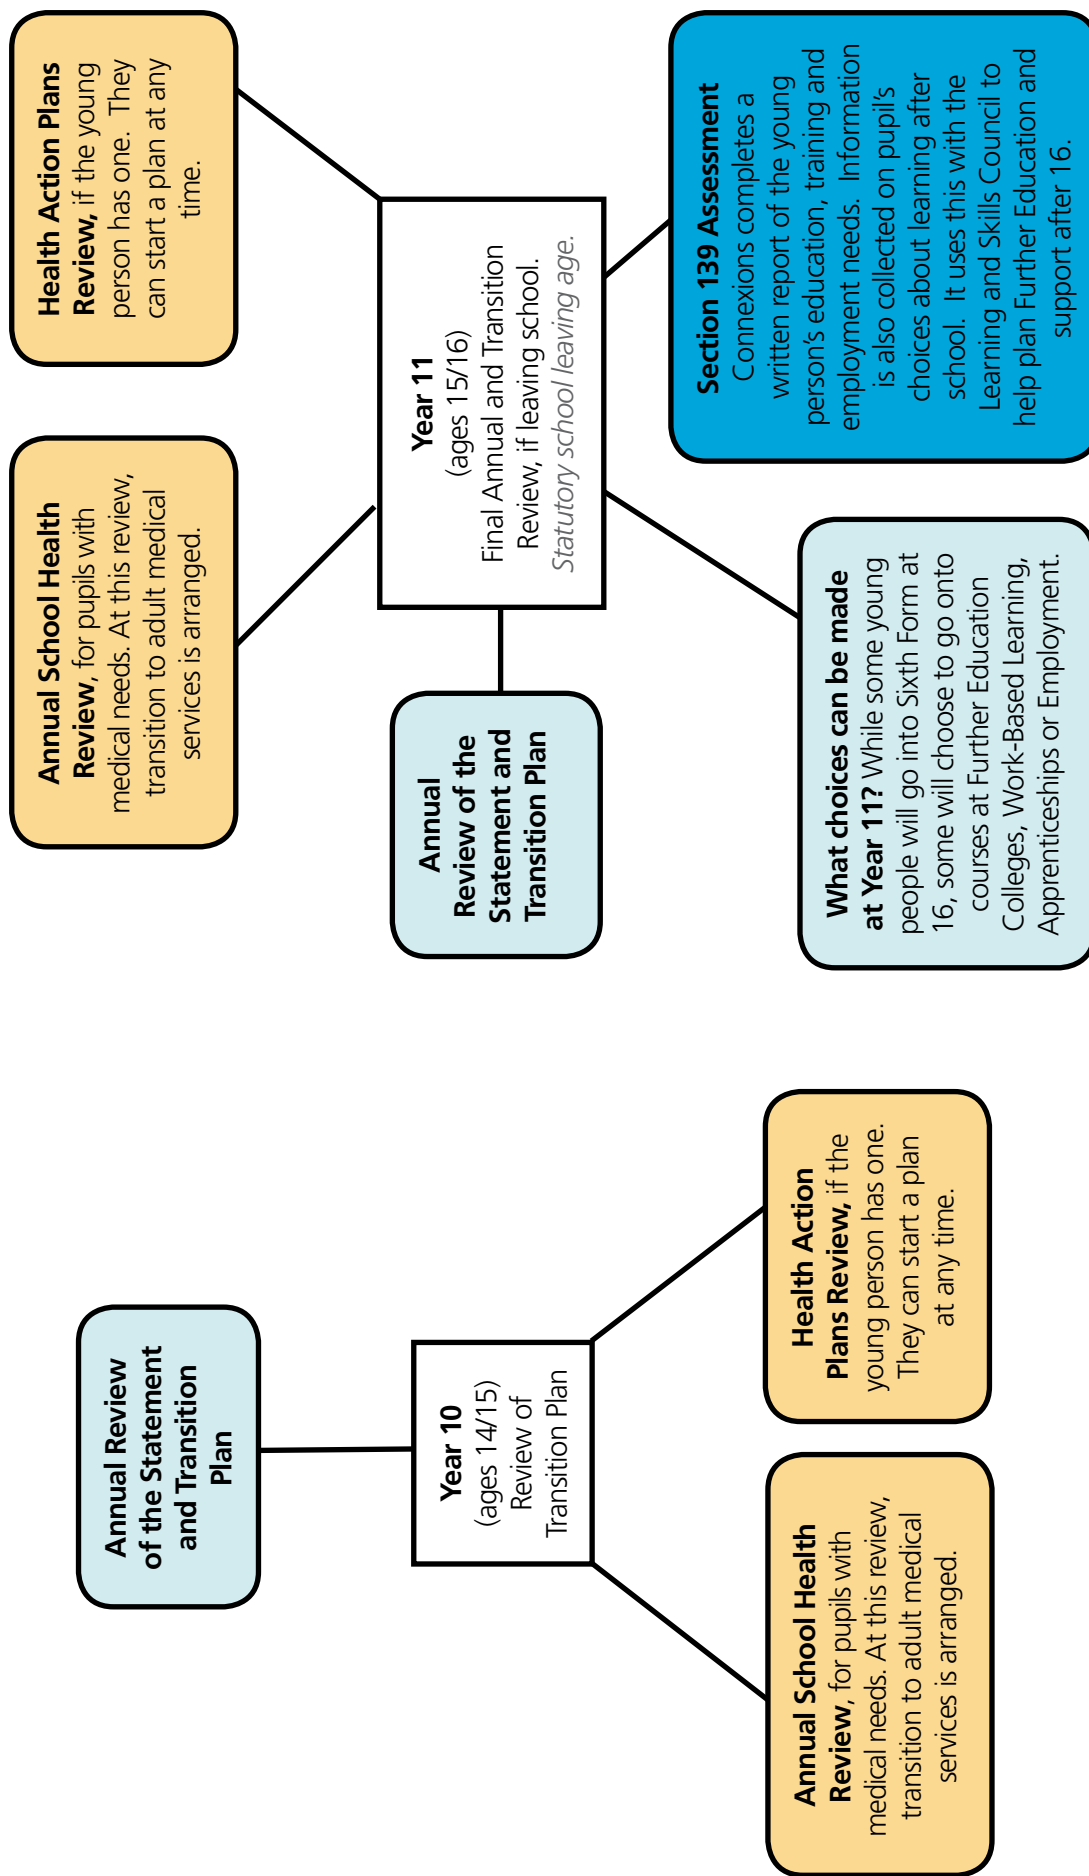 Annual Review
of the Statement
and Transition
Plan
Year 10
(ages 14/15)
Review of
Transition Plan
Annual School Health
Review, for pupils with
medical needs. At this review,
transition to adult medical
services is arranged.
Health Action
Plans Review, if the
young person has one.
They can start a plan
at any time.
Annual School Health
Review, for pupils with
medical needs. At this review,
transition to adult medical
services is arranged.
Health Action Plans
Review, if the young
person has one.  They
can start a plan at any
time.
Annual
Review of the
Statement and
Transition Plan
Year 11
(ages 15/16)
Final Annual and Transition
Review, if leaving school.
Statutory school leaving age.
What choices can be made
at Year 11? While some young
people will go into Sixth Form at
16, some will choose to go onto
courses at Further Education
Colleges, Work-Based Learning,
Apprenticeships or Employment.
Section 139 Assessment
Connexions completes a
written report of the young
person's education, training and
employment needs.  Information
is also collected on pupil's
choices about learning after
school.  It uses this with the
Learning and Skills Council to
help plan Further Education and
support after 16.